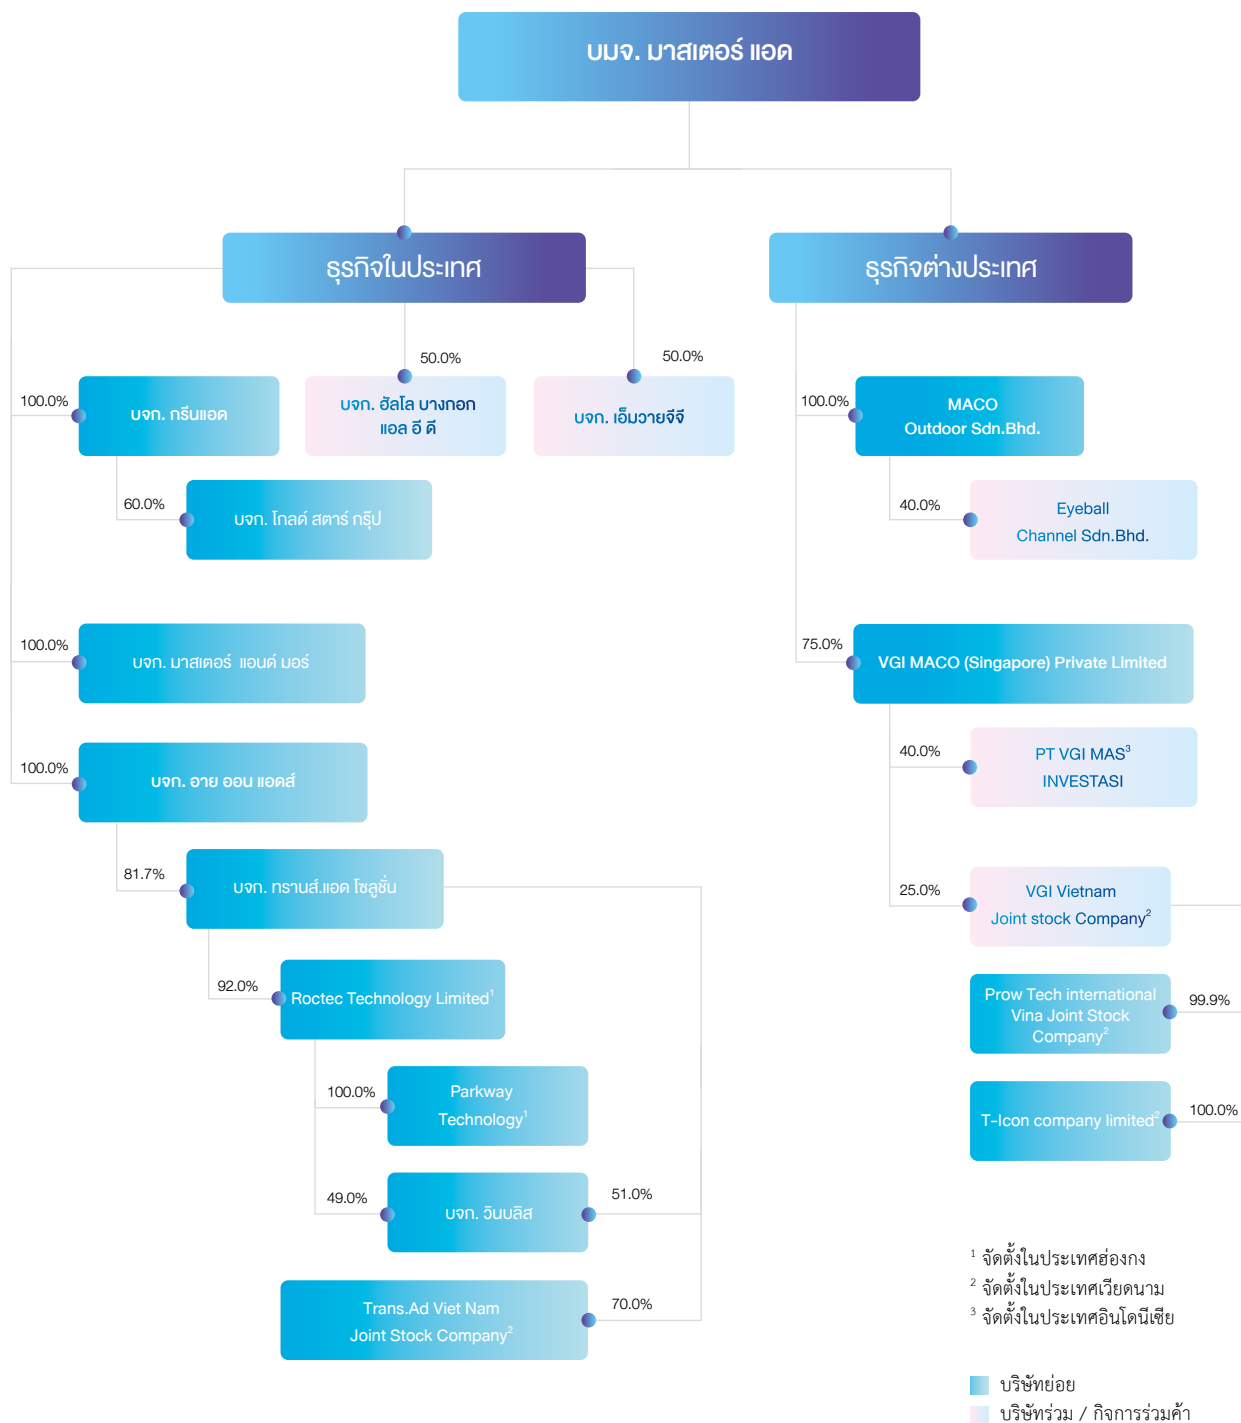 บมจ. มาสเตอร์ แอด
ธุรกิจในประเทศ
ธุรกิจต่างประเทศ
50.0%
50.0%
100.0%
บจก. กรีนแอด
บจก. ฮัลโล บางกอก
แอล อี ดี
บจก. เอ็มวายจีจี
60.0%
บจก. โกลด์ สตาร์ กรุ๊ป
100.0%
บจก. มาสเตอร์ แอนด์ มอร์
100.0%
บจก. อาย ออน แอดส์
81.7%
บจก. ทรานส์.แอด โซลูชั่น
92.0%
Roctec Technology Limited¹
100.0%
Parkway
Technology¹
49.0%
บจก. วินบลิส
51.0%
Trans.Ad Viet Nam
Joint Stock Company²
70.0%
100.0%
MACO
Outdoor Sdn.Bhd.
40.0%
Eyeball
Channel Sdn.Bhd.
75.0%
VGI MACO (Singapore) Private Limited
40.0%
PT VGI MAS³
INVESTASI
25.0%
VGI Vietnam
Joint stock Company²
Prow Tech international
Vina Joint Stock
Company²
99.9%
T-Icon company limited²
100.0%
¹ จัดตั้งในประเทศฮ่องกง
² จัดตั้งในประเทศเวียดนาม
³ จัดตั้งในประเทศอินโดนีเซีย
บริษัทย่อย
บริษัทร่วม / กิจการร่วมค้า